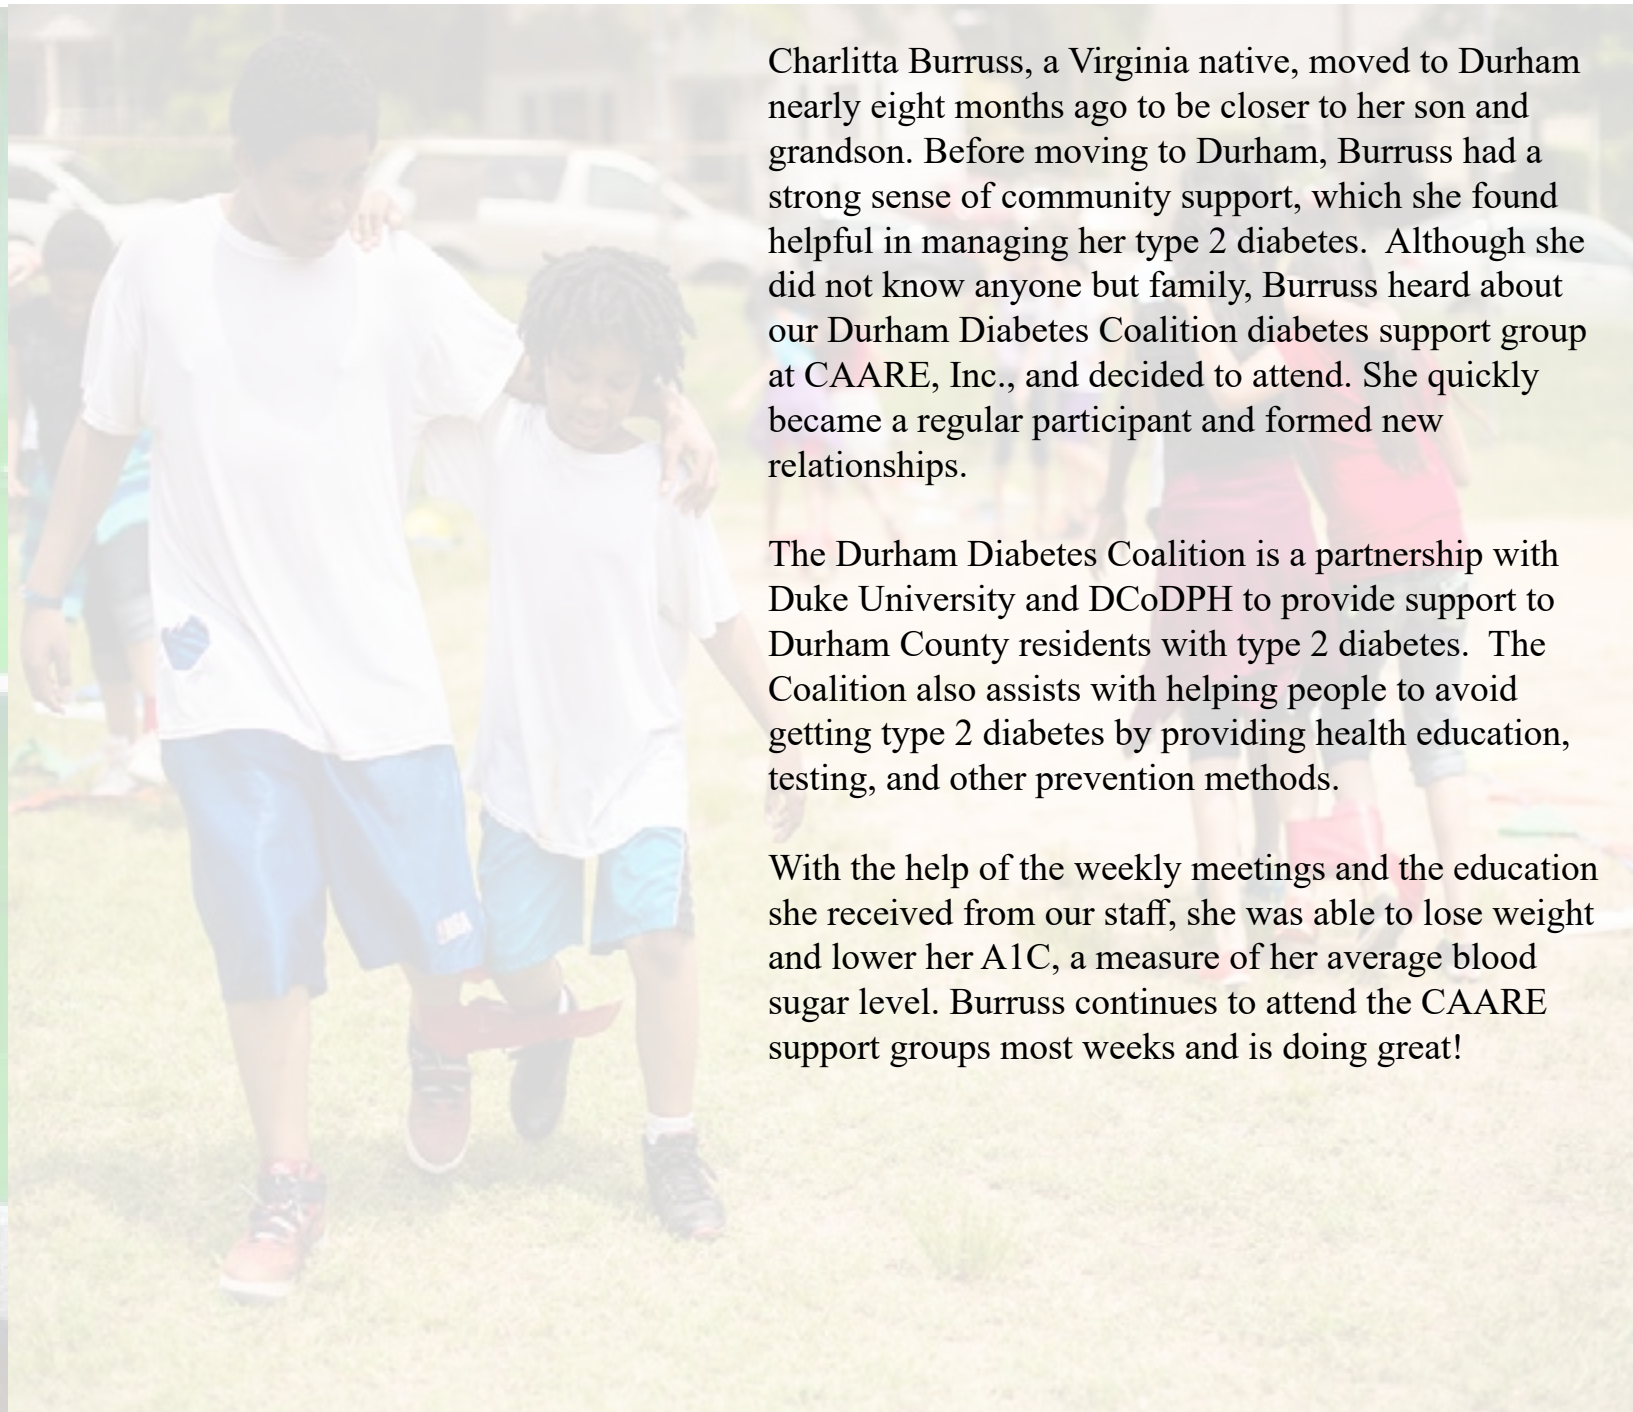 Charlitta Burruss, a Virginia native, moved to Durham
nearly eight months ago to be closer to her son and
grandson. Before moving to Durham, Burruss had a
strong sense of community support, which she found
helpful in managing her type 2 diabetes.  Although she
did not know anyone but family, Burruss heard about
our Durham Diabetes Coalition diabetes support group
at CAARE, Inc., and decided to attend. She quickly
became a regular participant and formed new
relationships.

The Durham Diabetes Coalition is a partnership with
Duke University and DCoDPH to provide support to
Durham County residents with type 2 diabetes.  The
Coalition also assists with helping people to avoid
getting type 2 diabetes by providing health education,
testing, and other prevention methods.

With the help of the weekly meetings and the education
she received from our staff, she was able to lose weight
and lower her A1C, a measure of her average blood
sugar level. Burruss continues to attend the CAARE
support groups most weeks and is doing great!